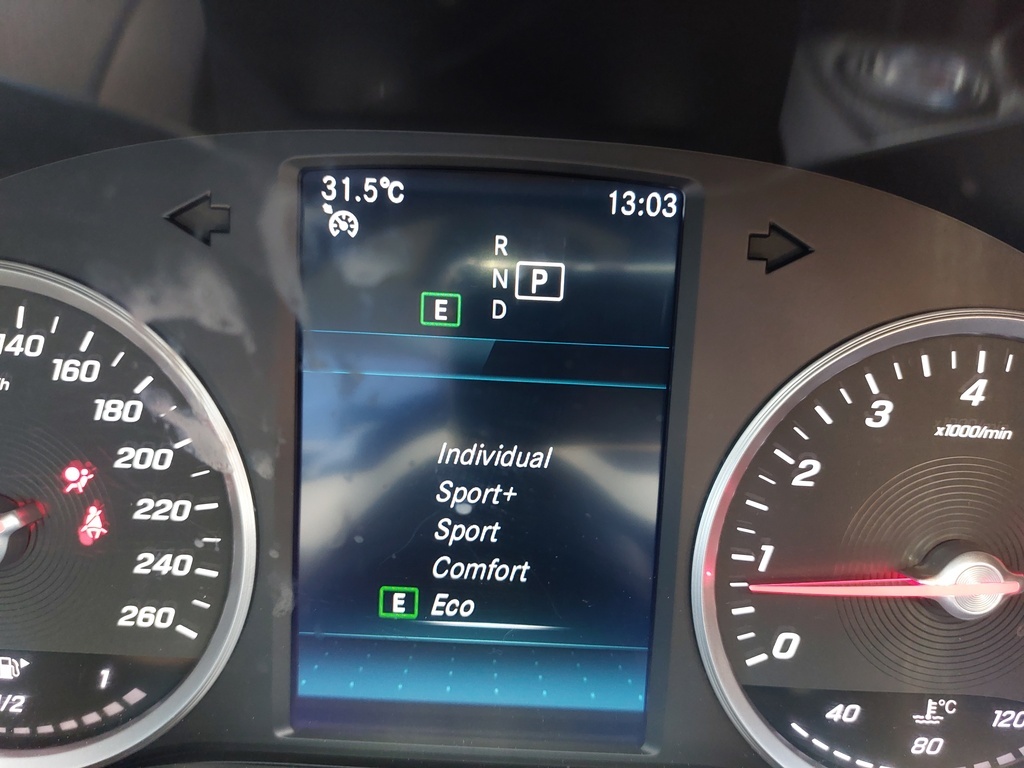 31.5°C
13:03
R
N P
E D
Individual
Sport+
Sport
Comfort
E Eco
140
160
180
200
220
240
260
1/2
1
4
3
x1000/min
2
1
0
°C
40
80
120